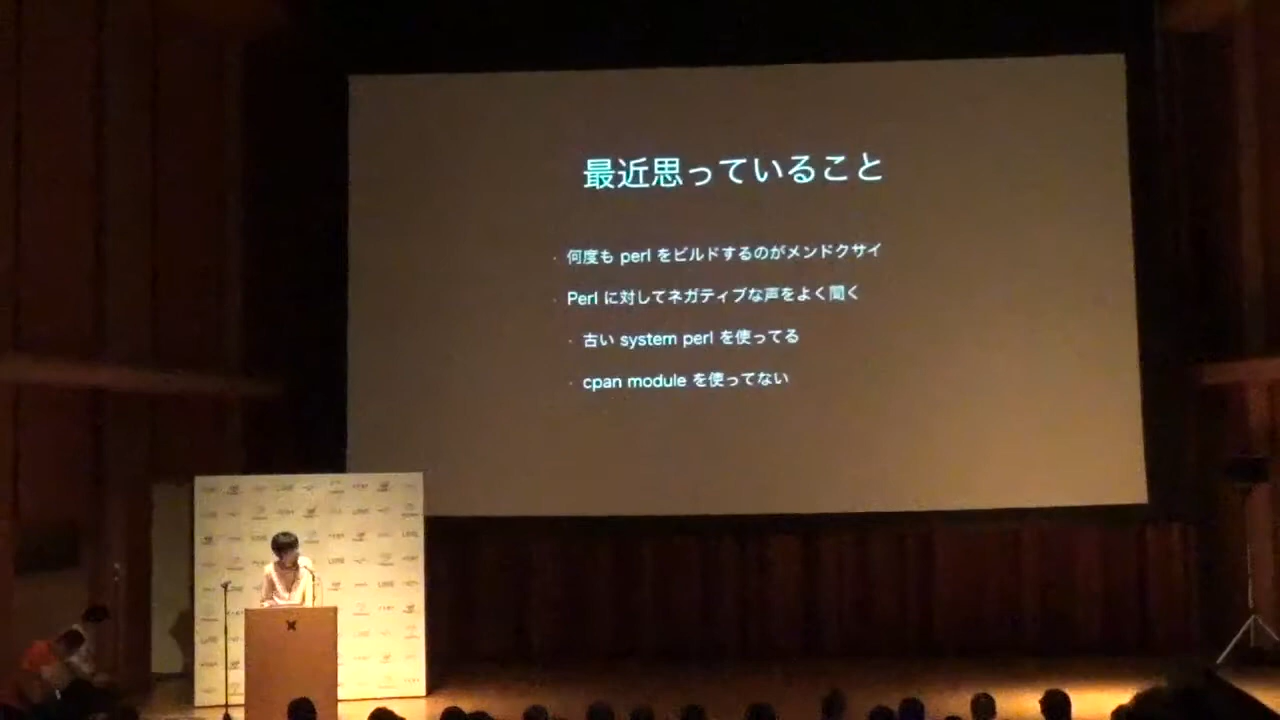 最近思っていること
・何度も perl をビルドするのがメンドクサイ
・Perl に対してネガティブな声をよく聞く
・古い system perl を使ってる
・cpan module を使ってない